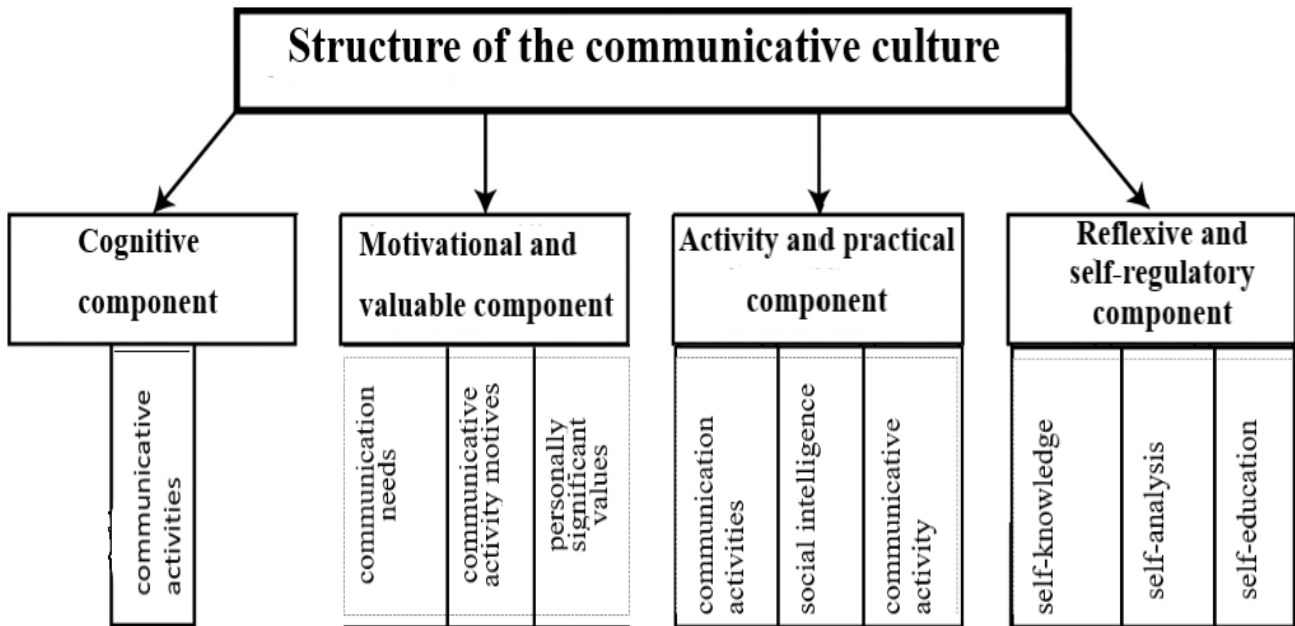 Structure of the communicative culture
Cognitive
component
Motivational and
valuable component
Activity and practical
component
Reflexive and
self-regulatory
component
communicative
activities
communication
needs
communicative
activity motives
personally
significant
values
communication
activities
social intelligence
communicative
activity
self-knowledge
self-analysis
self-education